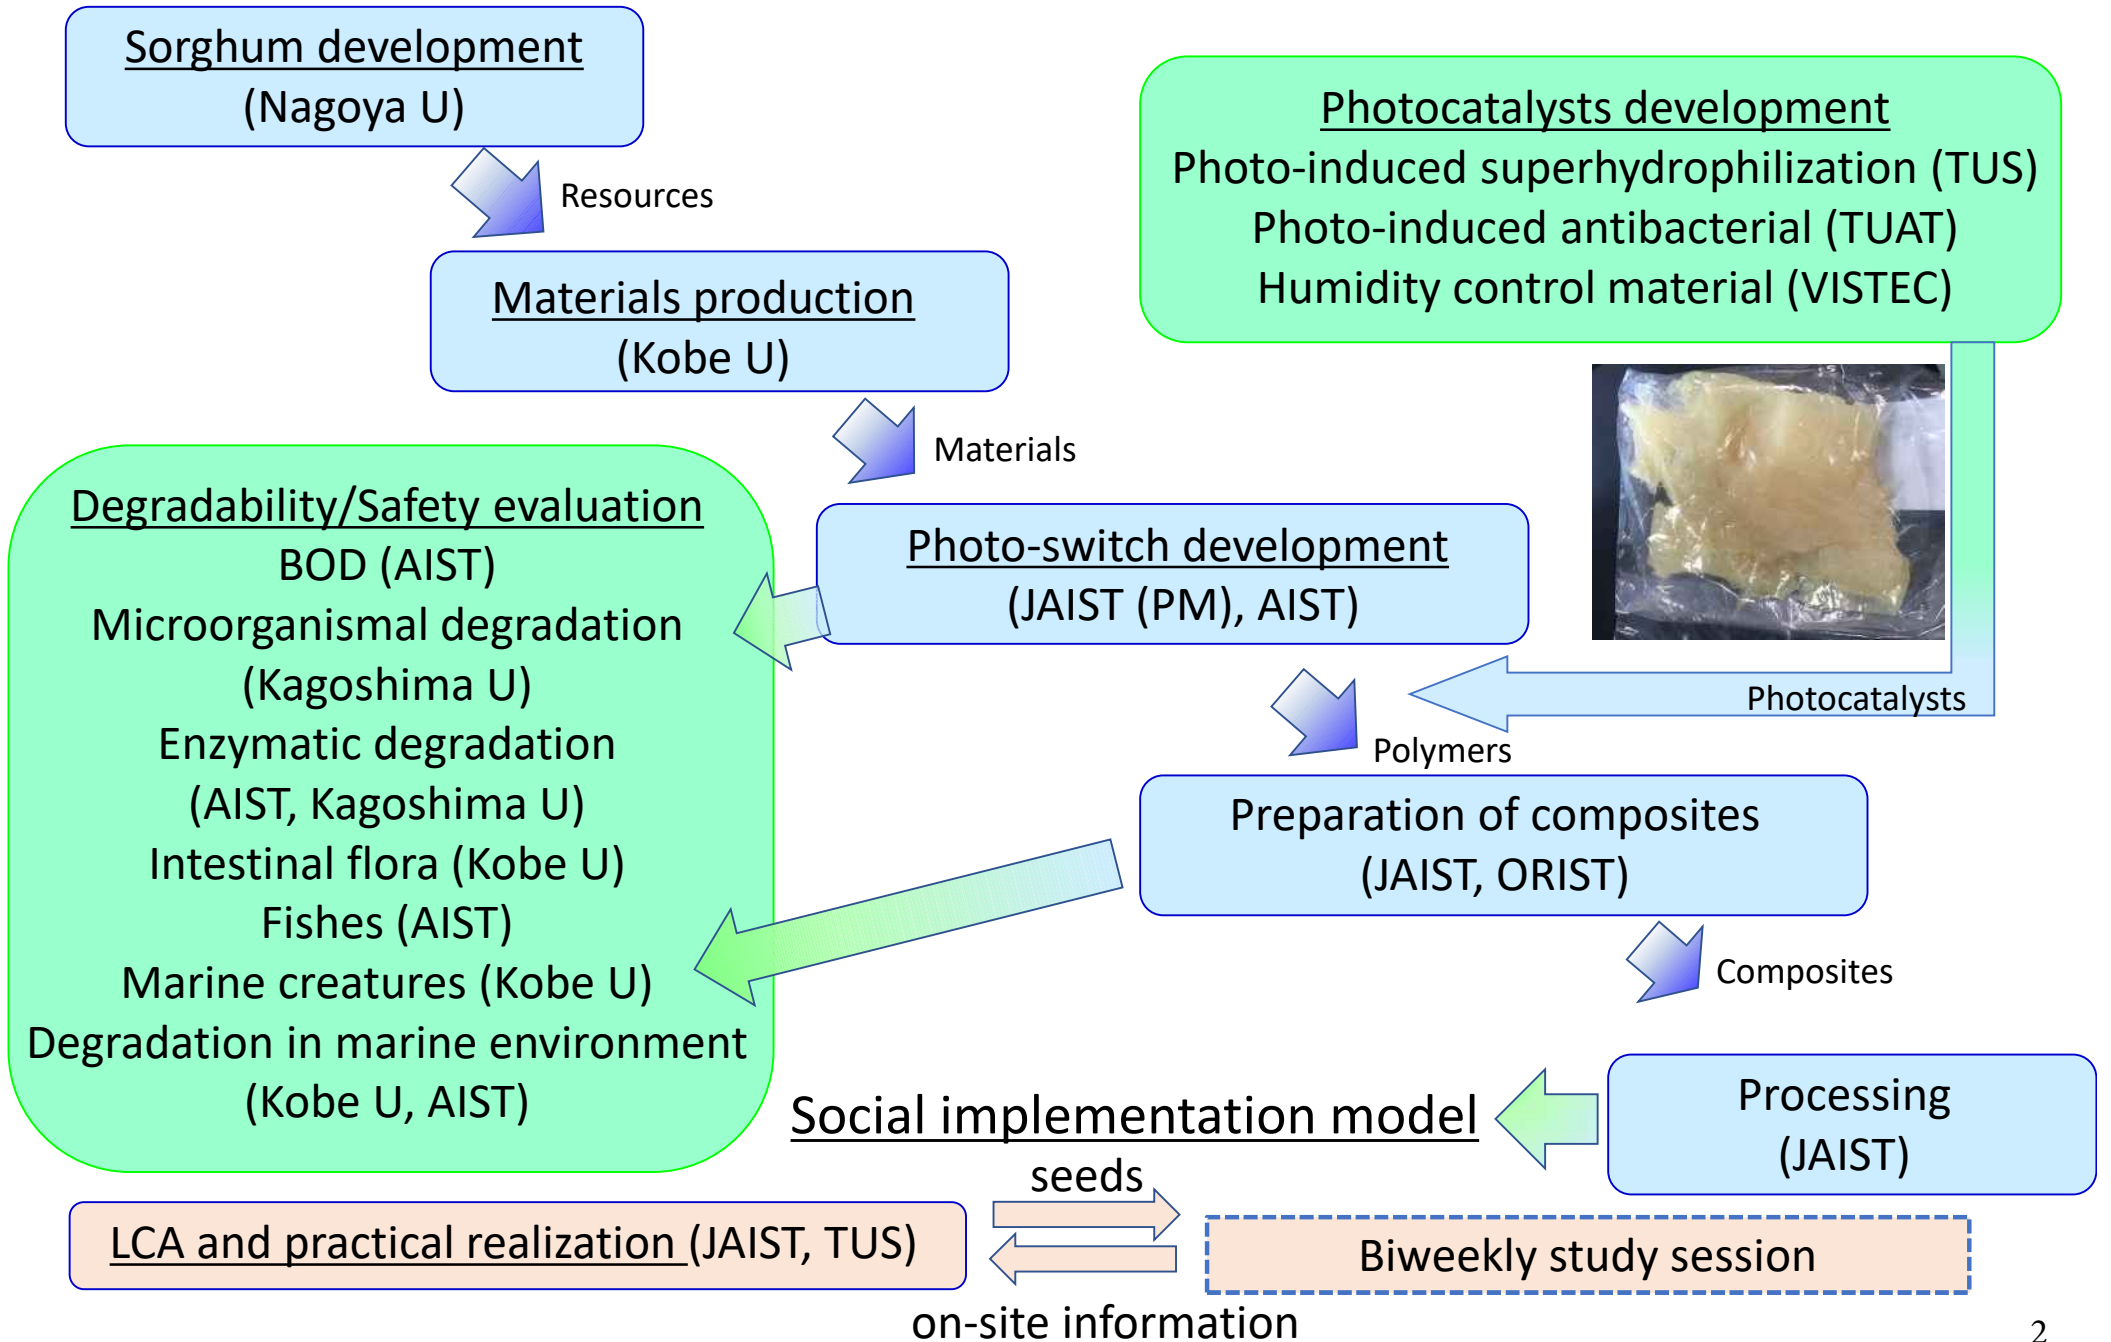 Sorghum development
(Nagoya U)
Resources
Materials production
(Kobe U)
Materials
Photocatalysts development
Photo-induced superhydrophilization (TUS)
Photo-induced antibacterial (TUAT)
Humidity control material (VISTEC)
Photocatalysts
Photo-switch development
(JAIST (PM), AIST)
Polymers
Degradability/Safety evaluation
BOD (AIST)
Microorganismal degradation
(Kagoshima U)
Enzymatic degradation
(AIST, Kagoshima U)
Intestinal flora (Kobe U)
Fishes (AIST)
Marine creatures (Kobe U)
Degradation in marine environment
(Kobe U, AIST)
Preparation of composites
(JAIST, ORIST)
Composites
Processing
(JAIST)
Social implementation model
seeds
LCA and practical realization (JAIST, TUS)
Biweekly study session
on-site information
2